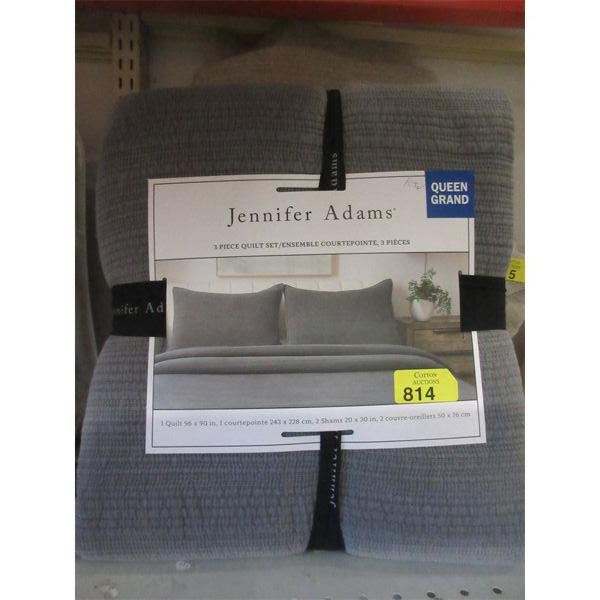 dams
QUEEN
GRAND
Jennifer Adams®
3 PIECE QUILT SET/ENSEMBLE COURTEPOINTE, 3 PIÈCES
5
nnifer Ad
COTTON
AUCTIONS
814
1 Quilt 96 x 90 in, 1 courtepointe 243 x 228 cm, 2 Shams 20 x 30 in, 2 couvre-oreillers 50 x 76 cm
Jennifer